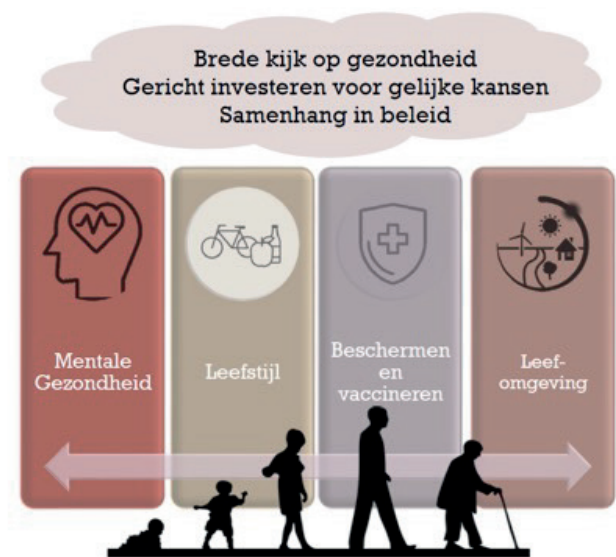 Brede kijk op gezondheid
Gericht investeren voor gelijke kansen
Samenhang in beleid
Mentale
Gezondheid
Leefstijl
Beschermen
en
vaccineren
Leef-
omgeving